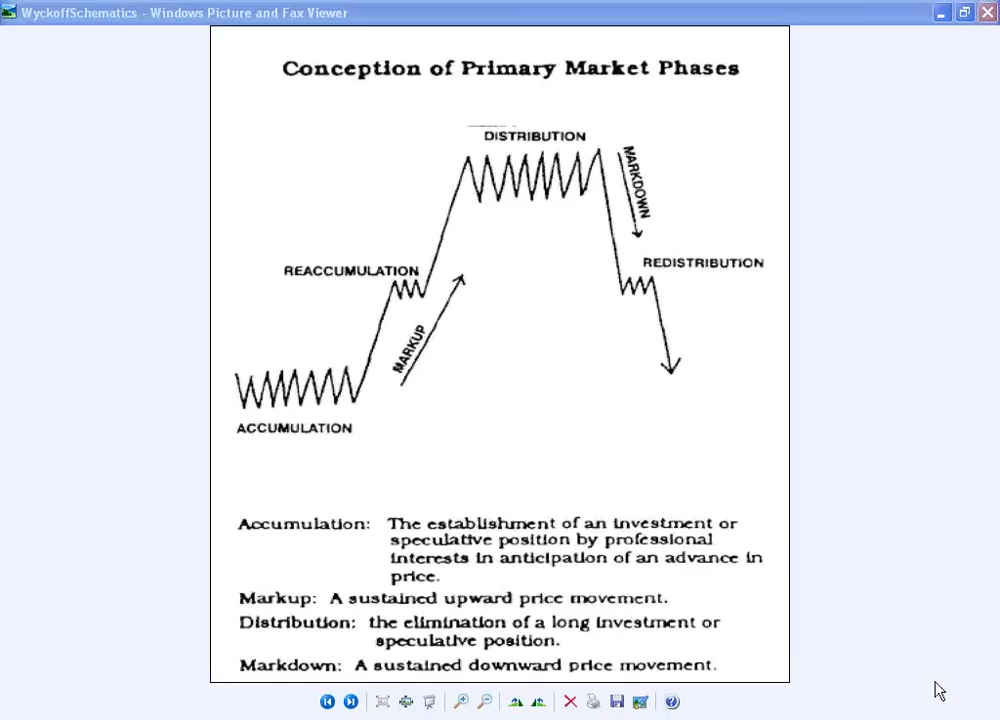 WyckoffSchematics - Windows Picture and Fax Viewer
Conception of Primary Market Phases
DISTRIBUTION
MARKDOWN
REDISTRIBUTION
REACCUMULATION
MARKUP
ACCUMULATION
Accumulation: The establishment of an investment or
speculative position by professional
interests in anticipation of an advance in
price.
Markup: A sustained upward price movement.
Distribution: the elimination of a long investment or
speculative position.
Markdown: A sustained downward price movement.